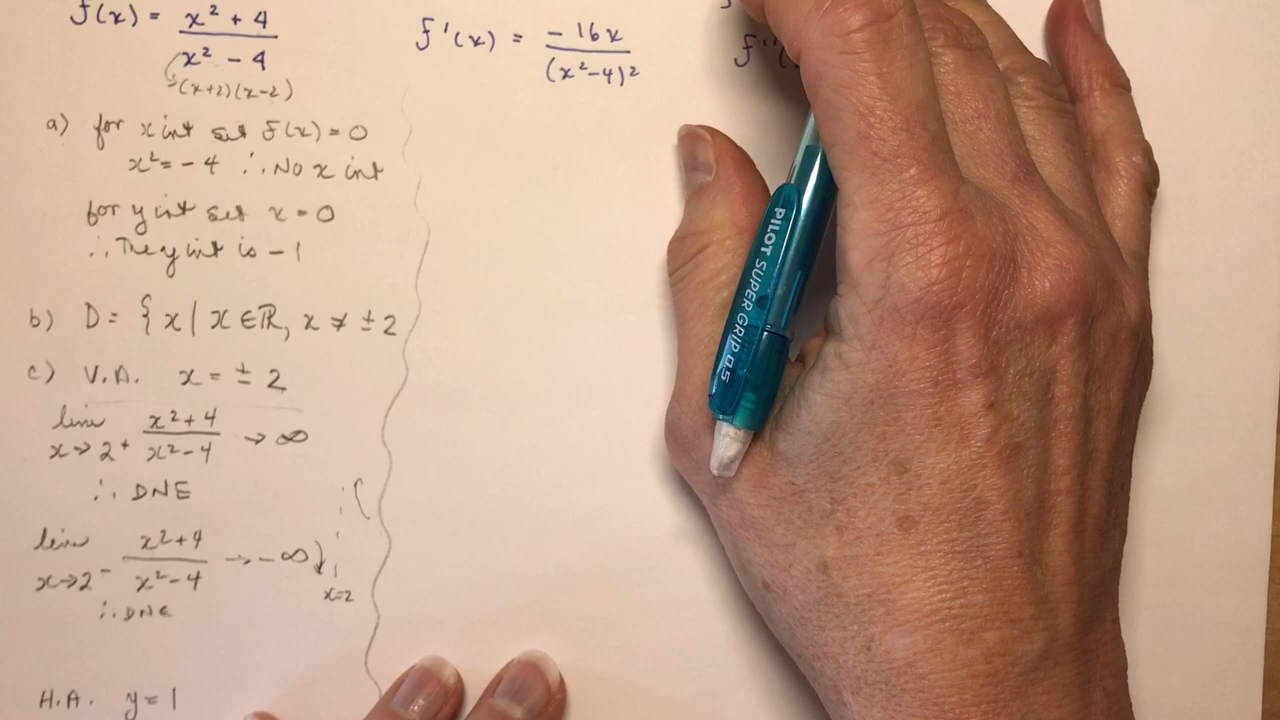 f(x) = x² + 4 / x² - 4
(x+2)(x-2)
a) for x int set f(x) = 0
x² = -4 ∴ No x int
for y int set x = 0
∴ The y int is -1
b) D = { x | x ∈ ℝ, x ≠ ± 2
c) V.A. x = ± 2
lim x→2⁺ x²+4 / x²-4 → ∞
∴ DNE
lim x→2⁻ x²+4 / x²-4 → -∞
x=2
∴ DNE
H.A. y = 1
f'(x) = -16x / (x²-4)²
f''(
PILOT SUPER GRIP 0.5